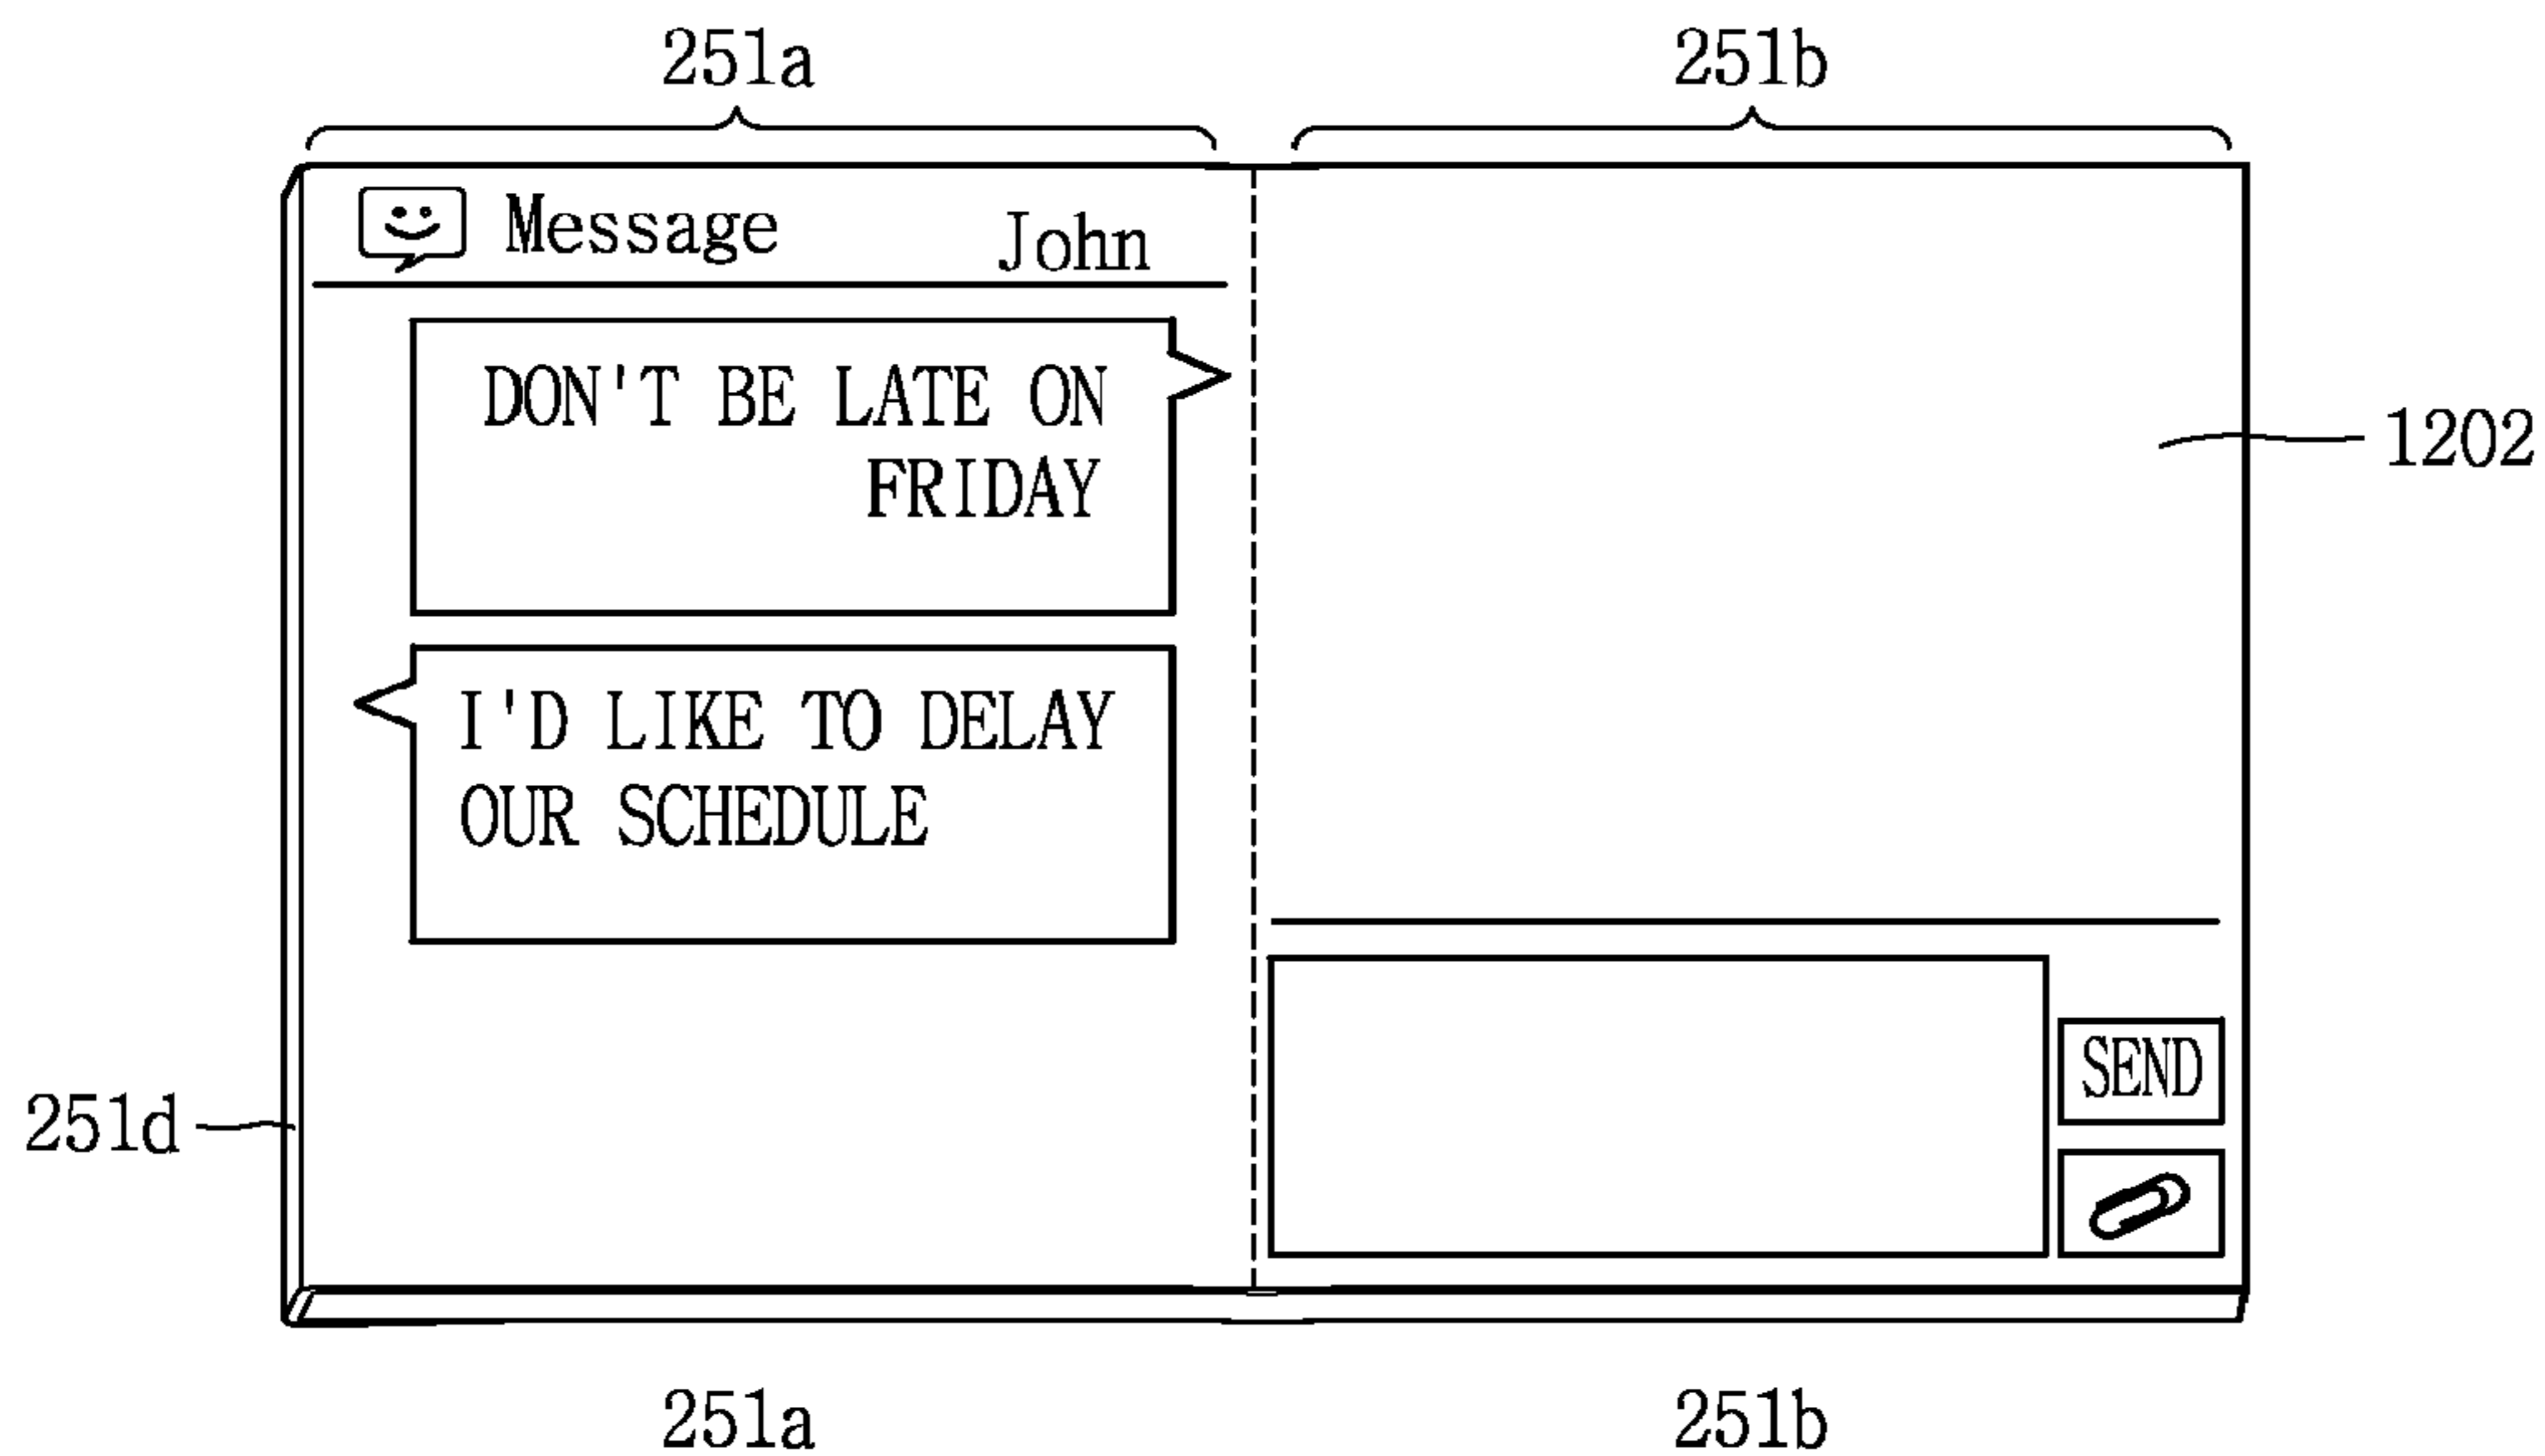 251a 251b
Message John
DON'T BE LATE ON
FRIDAY
1202
I'D LIKE TO DELAY
OUR SCHEDULE
SEND
251d
251a 251b